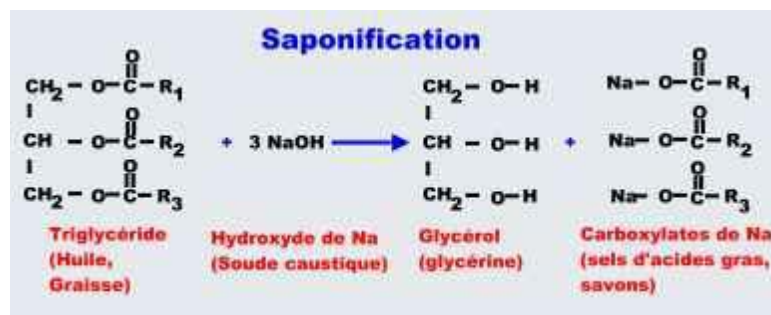 Saponification
O
CH2 – O–C–R1
CH – O–C–R2
CH2 – O–C–R3
+ 3 NaOH
CH2 – O–H
CH – O–H
CH2 – O–H
+
Na – O–C–R1
Na – O–C–R2
Na – O–C–R3
Triglycéride
(Huile,
Graisse)
Hydroxyde de Na
(Soude caustique)
Glycérol
(glycérine)
Carboxylates de Na
(sels d'acides gras,
savons)